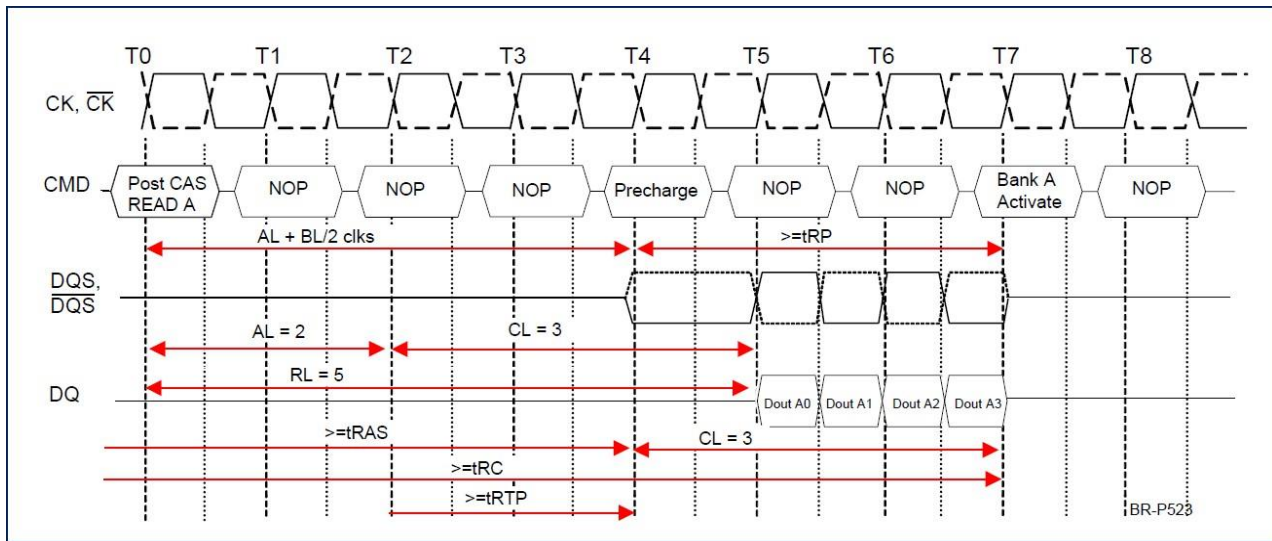 T0 T1 T2 T3 T4 T5 T6 T7 T8
CK, CK
CMD Post CAS READ A NOP NOP NOP Precharge NOP NOP Bank A Activate NOP
AL + BL/2 clks >=tRP
DQS,
DQS
AL = 2 CL = 3
RL = 5
DQ Dout A0 Dout A1 Dout A2 Dout A3
>=tRAS CL = 3
>=tRC
>=tRTP
BR-P523